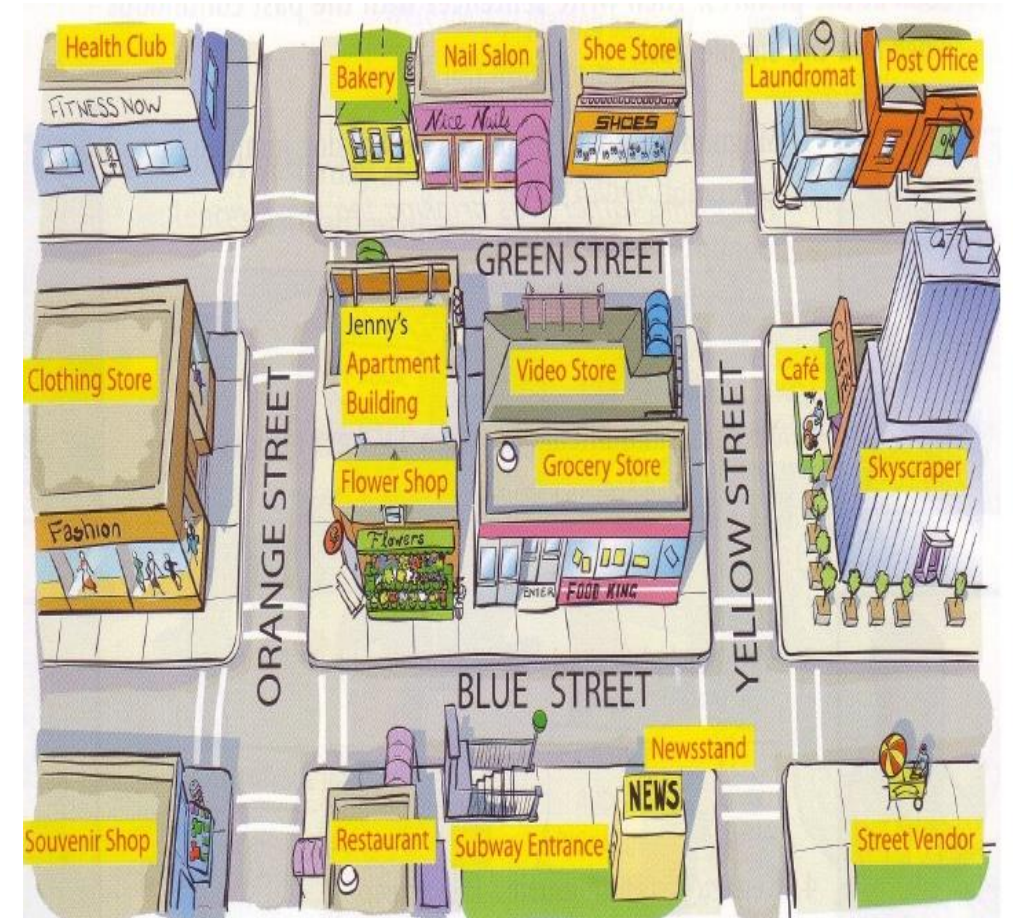 Health Club
FITNESS NOW
Bakery
Nail Salon
Nice Nails
Shoe Store
SHOES
Laundromat
Post Office
GREEN STREET
Clothing Store
Fashion
ORANGE STREET
Jenny's
Apartment
Building
Video Store
Flower Shop
Flowers
Grocery Store
ENTER
FOOD KING
YELLOW STREET
Café
Skyscraper
BLUE STREET
Souvenir Shop
Restaurant
Subway Entrance
Newsstand
NEWS
Street Vendor